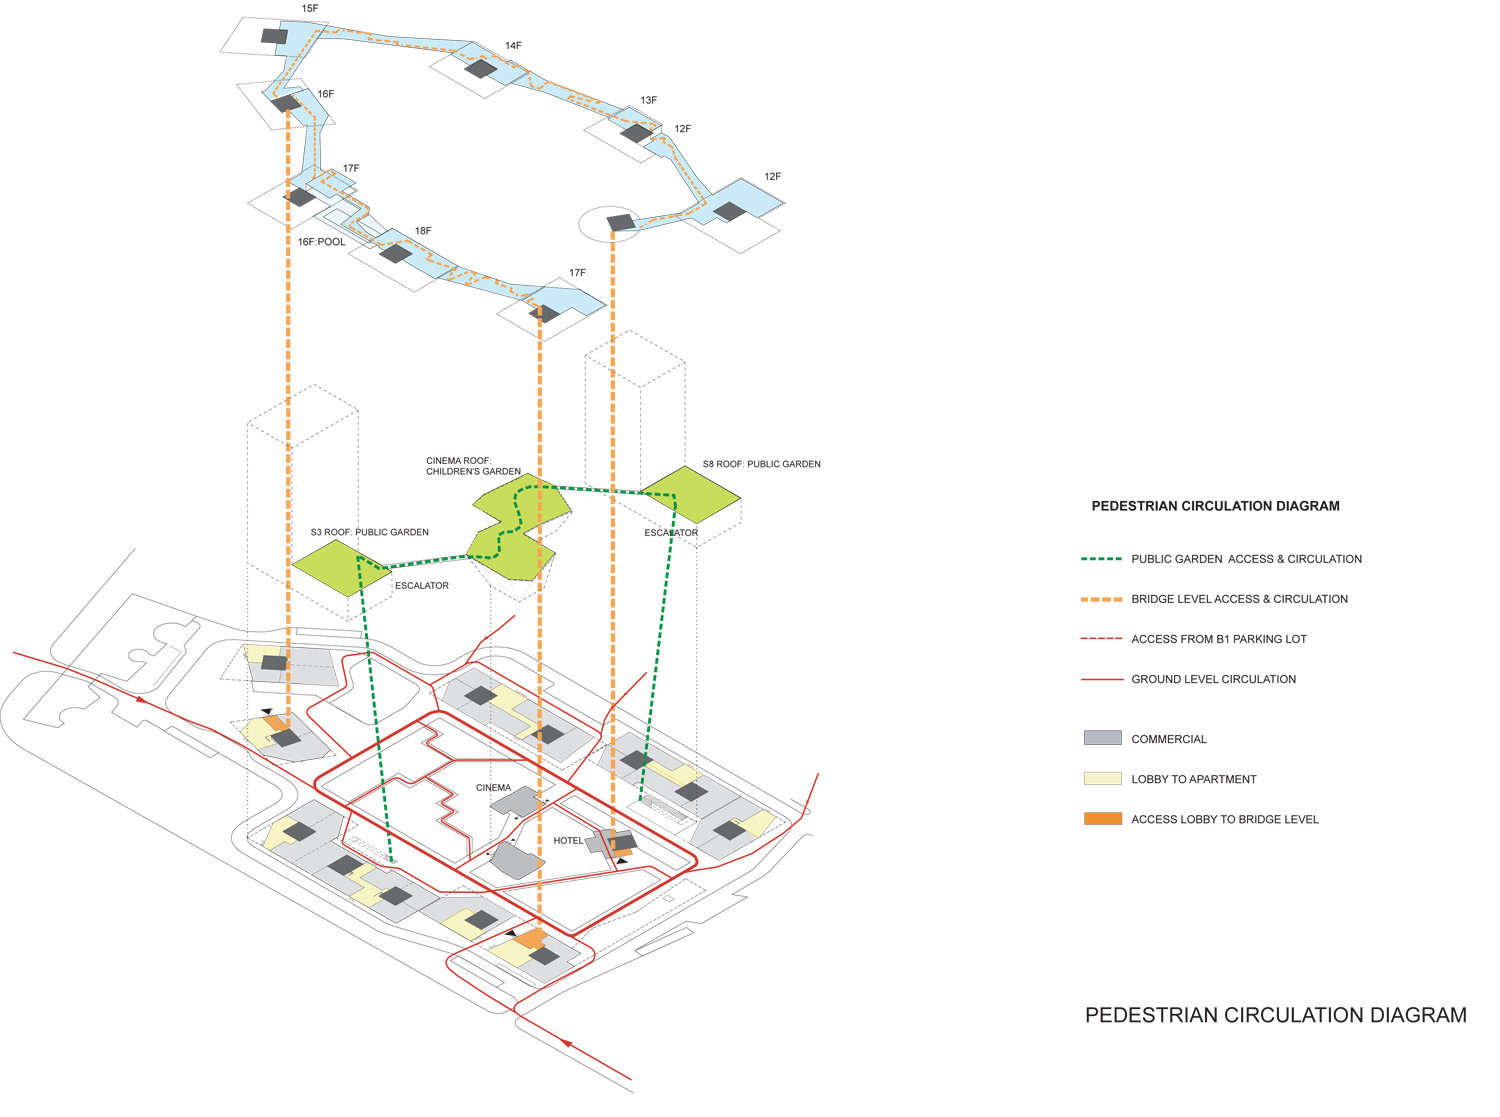 15F
14F
16F
13F
12F
17F
12F
18F
16F:POOL
17F
CINEMA ROOF:
CHILDREN'S GARDEN
S8 ROOF: PUBLIC GARDEN
S3 ROOF: PUBLIC GARDEN
ESCALATOR
ESCALATOR
CINEMA
HOTEL
PEDESTRIAN CIRCULATION DIAGRAM
PUBLIC GARDEN ACCESS & CIRCULATION
BRIDGE LEVEL ACCESS & CIRCULATION
ACCESS FROM B1 PARKING LOT
GROUND LEVEL CIRCULATION
COMMERCIAL
LOBBY TO APARTMENT
ACCESS LOBBY TO BRIDGE LEVEL
PEDESTRIAN CIRCULATION DIAGRAM